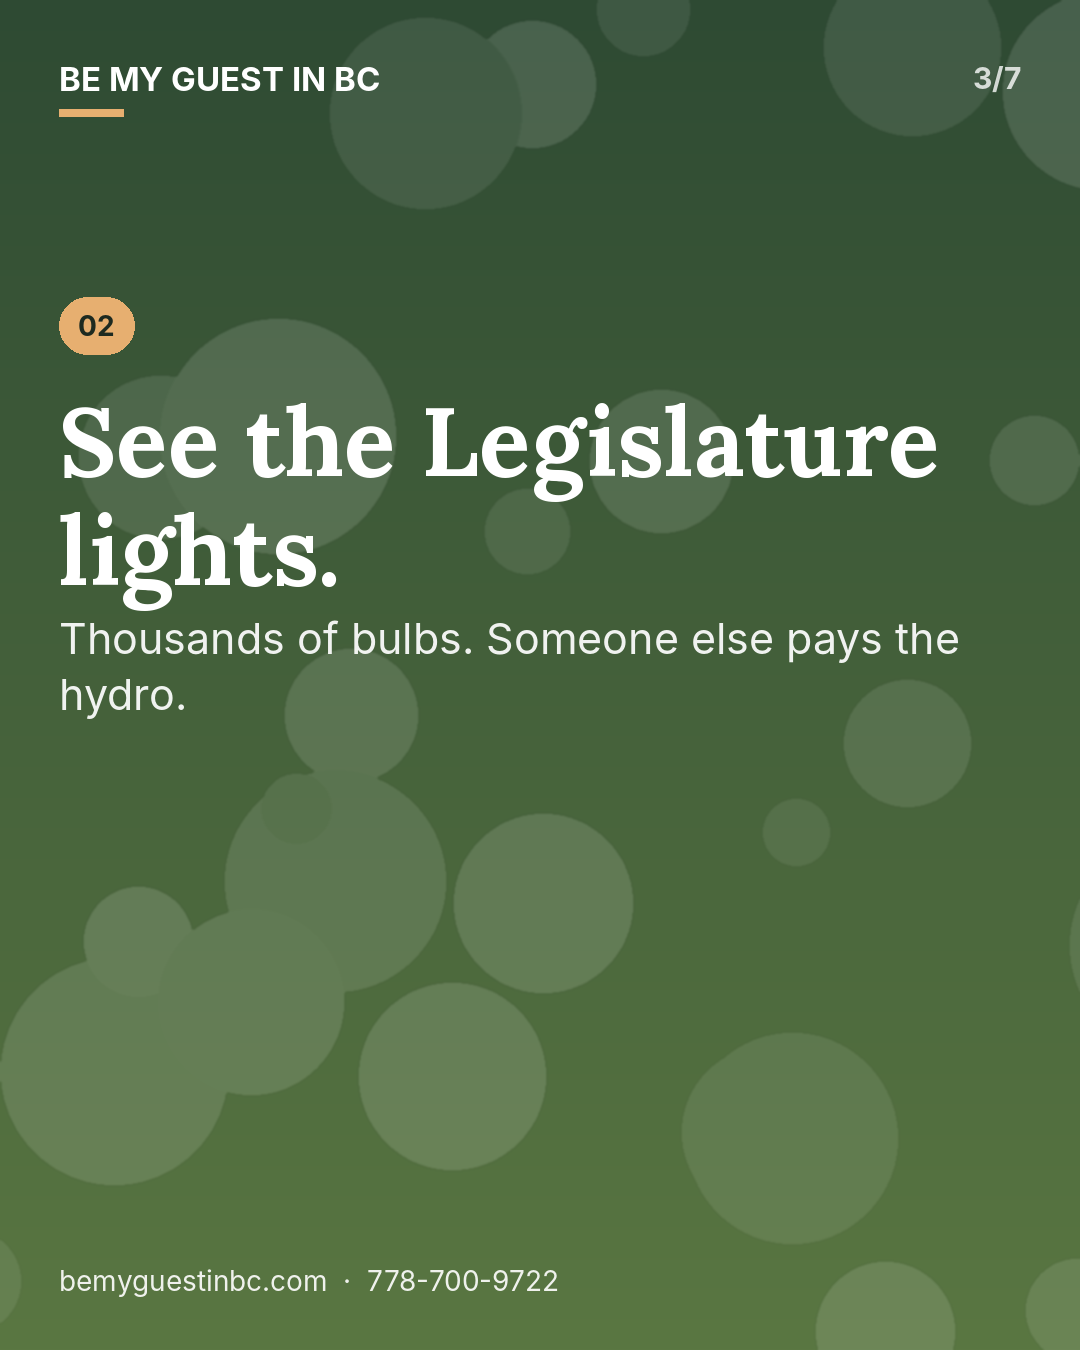 BE MY GUEST IN BC
3/7
02
See the Legislature
lights.
Thousands of bulbs. Someone else pays the
hydro.
bemyguestinbc.com · 778-700-9722